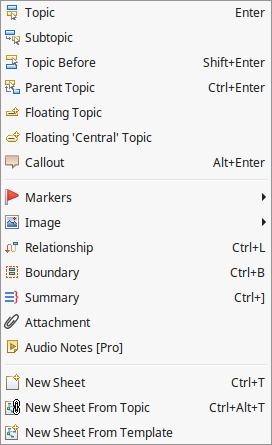 Topic Enter
Subtopic
Topic Before Shift+Enter
Parent Topic Ctrl+Enter
Floating Topic
Floating 'Central' Topic
Callout Alt+Enter
Markers
Image
Relationship Ctrl+L
Boundary Ctrl+B
Summary Ctrl+]
Attachment
Audio Notes [Pro]
New Sheet Ctrl+T
New Sheet From Topic Ctrl+Alt+T
New Sheet From Template